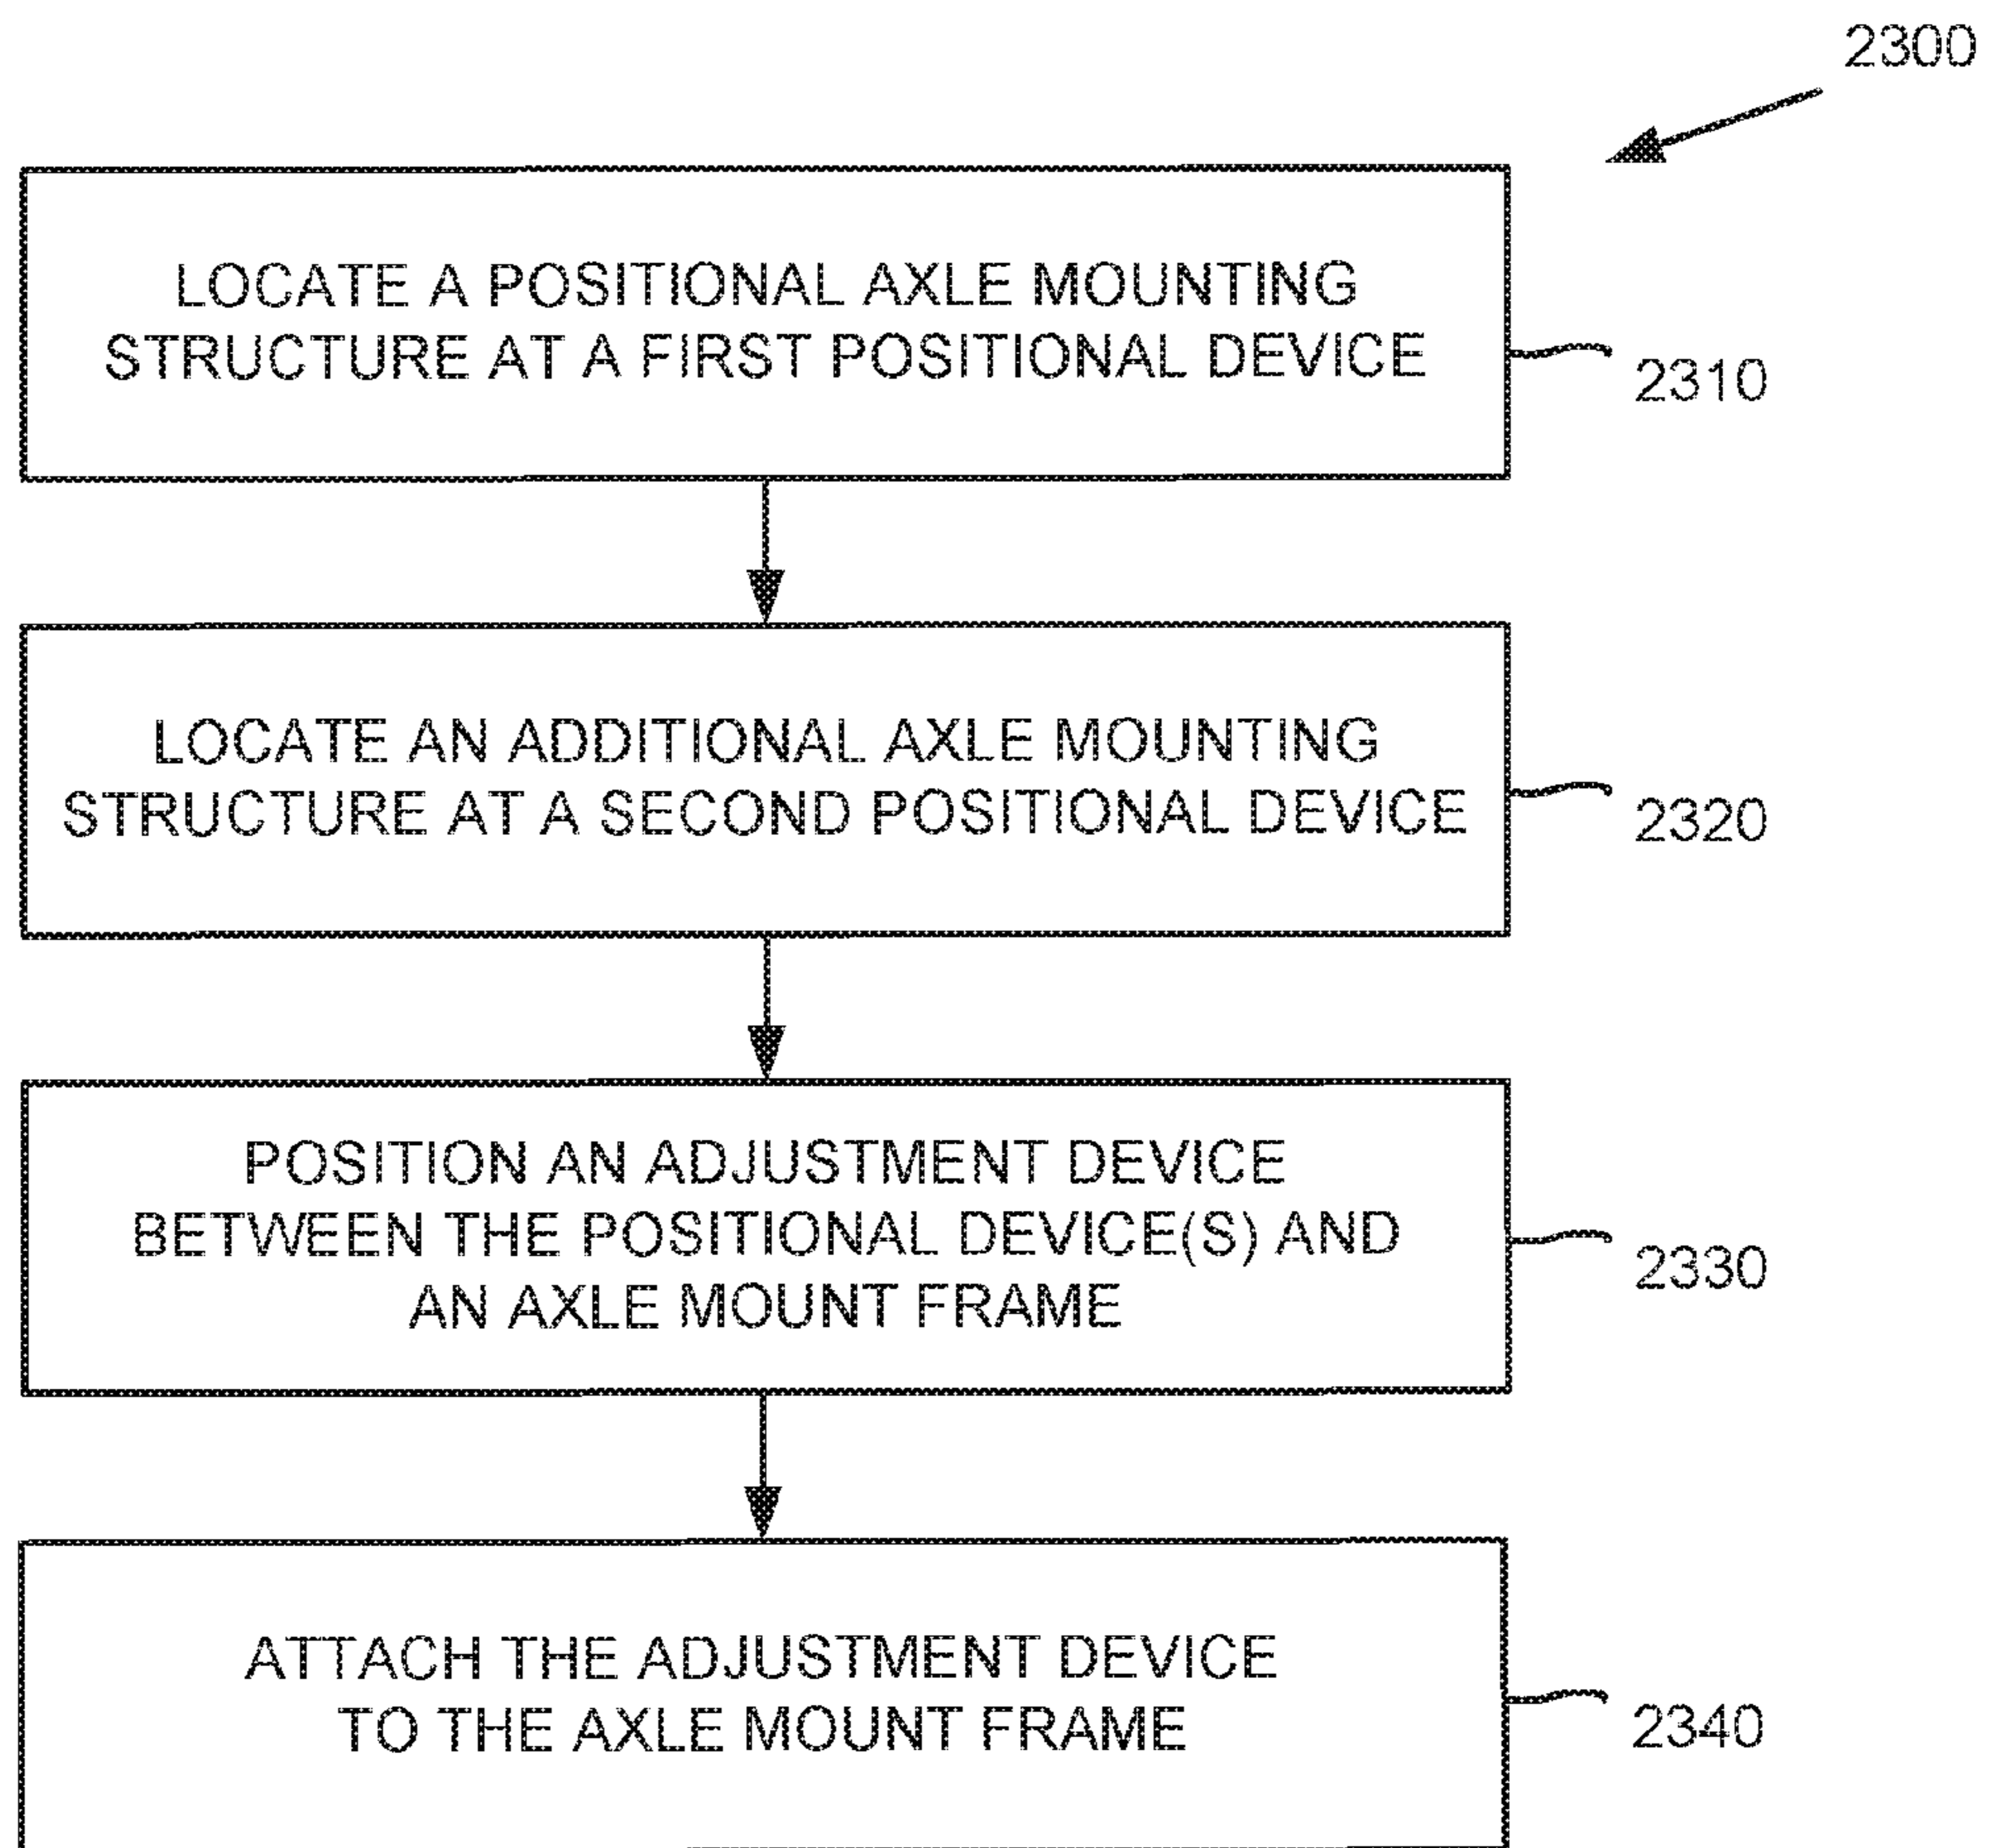 2300
LOCATE A POSITIONAL AXLE MOUNTING
STRUCTURE AT A FIRST POSITIONAL DEVICE
2310
LOCATE AN ADDITIONAL AXLE MOUNTING
STRUCTURE AT A SECOND POSITIONAL DEVICE
2320
POSITION AN ADJUSTMENT DEVICE
BETWEEN THE POSITIONAL DEVICE(S) AND
AN AXLE MOUNT FRAME
2330
ATTACH THE ADJUSTMENT DEVICE
TO THE AXLE MOUNT FRAME
2340